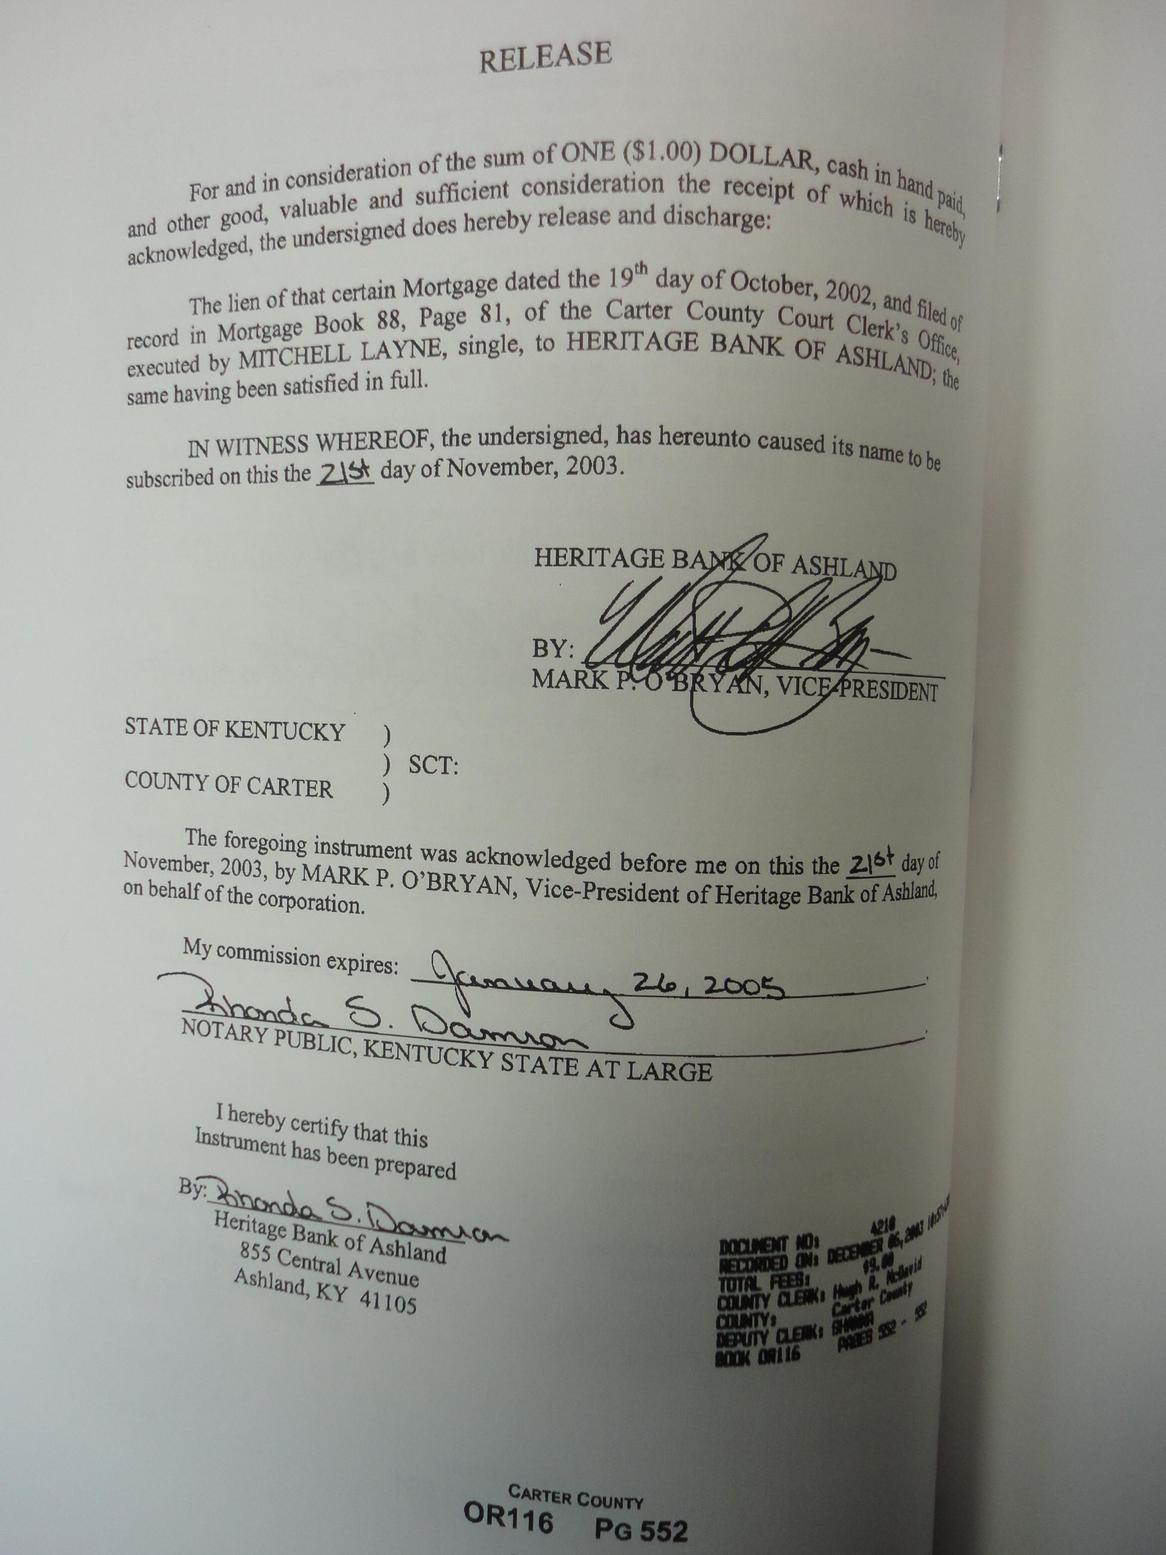 RELEASE
For and in consideration of the sum of ONE ($1.00) DOLLAR, cash in hand paid,
and other good, valuable and sufficient consideration the receipt of which is hereby
acknowledged, the undersigned does hereby release and discharge:
The lien of that certain Mortgage dated the 19th day of October, 2002, and filed of
record in Mortgage Book 88, Page 81, of the Carter County Court Clerk's Office,
executed by MITCHELL LAYNE, single, to HERITAGE BANK OF ASHLAND; the
same having been satisfied in full.
IN WITNESS WHEREOF, the undersigned, has hereunto caused its name to be
subscribed on this the 21st day of November, 2003.
HERITAGE BANK OF ASHLAND
BY:
MARK P. O'BRYAN, VICE-PRESIDENT
STATE OF KENTUCKY )
) SCT:
COUNTY OF CARTER )
The foregoing instrument was acknowledged before me on this the 21st day of
November, 2003, by MARK P. O'BRYAN, Vice-President of Heritage Bank of Ashland,
on behalf of the corporation.
My commission expires: January 26, 2005
Rhonda S. Damron
NOTARY PUBLIC, KENTUCKY STATE AT LARGE
I hereby certify that this
Instrument has been prepared
By: Rhonda S. Damron
Heritage Bank of Ashland
855 Central Avenue
Ashland, KY 41105
DOCUMENT NO: 4210
RECORDED ON: DECEMBER 05, 2003
TOTAL FEES: $9.00
COUNTY CLERK: Hugh R. McDavid
COUNTY: Carter County
DEPUTY CLERK:
BOOK OR116 PAGES 552 - 552
CARTER COUNTY
OR116 PG 552